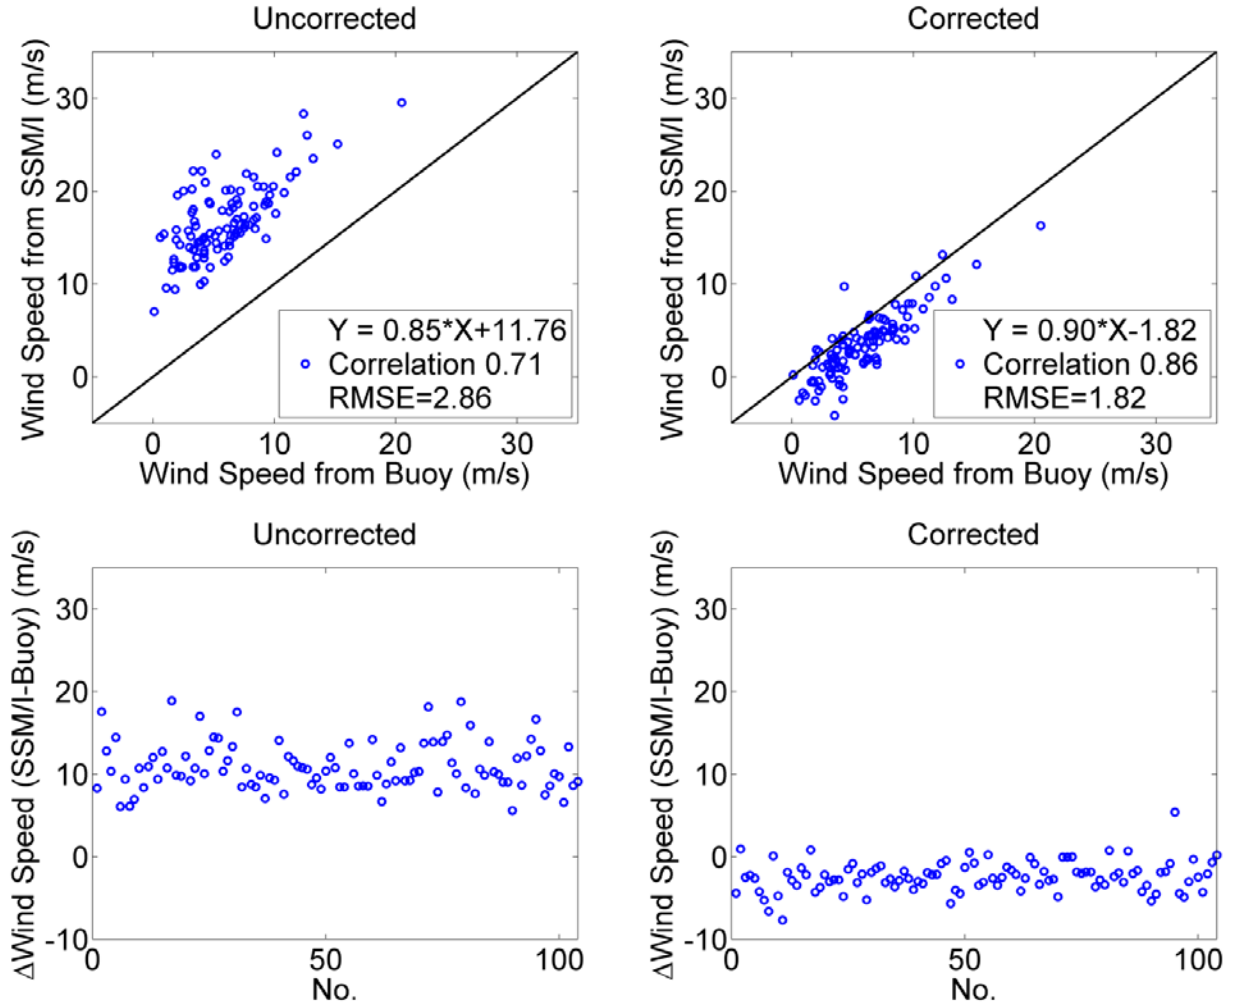 Uncorrected
Wind Speed from SSM/I (m/s)
30
20
10
0
Y = 0.85*X+11.76
Correlation 0.71
RMSE=2.86
0 10 20 30
Wind Speed from Buoy (m/s)
Corrected
Wind Speed from SSM/I (m/s)
30
20
10
0
Y = 0.90*X-1.82
Correlation 0.86
RMSE=1.82
0 10 20 30
Wind Speed from Buoy (m/s)
Uncorrected
ΔWind Speed (SSM/I-Buoy) (m/s)
30
20
10
0
-10
0 50 100
No.
Corrected
ΔWind Speed (SSM/I-Buoy) (m/s)
30
20
10
0
-10
0 50 100
No.